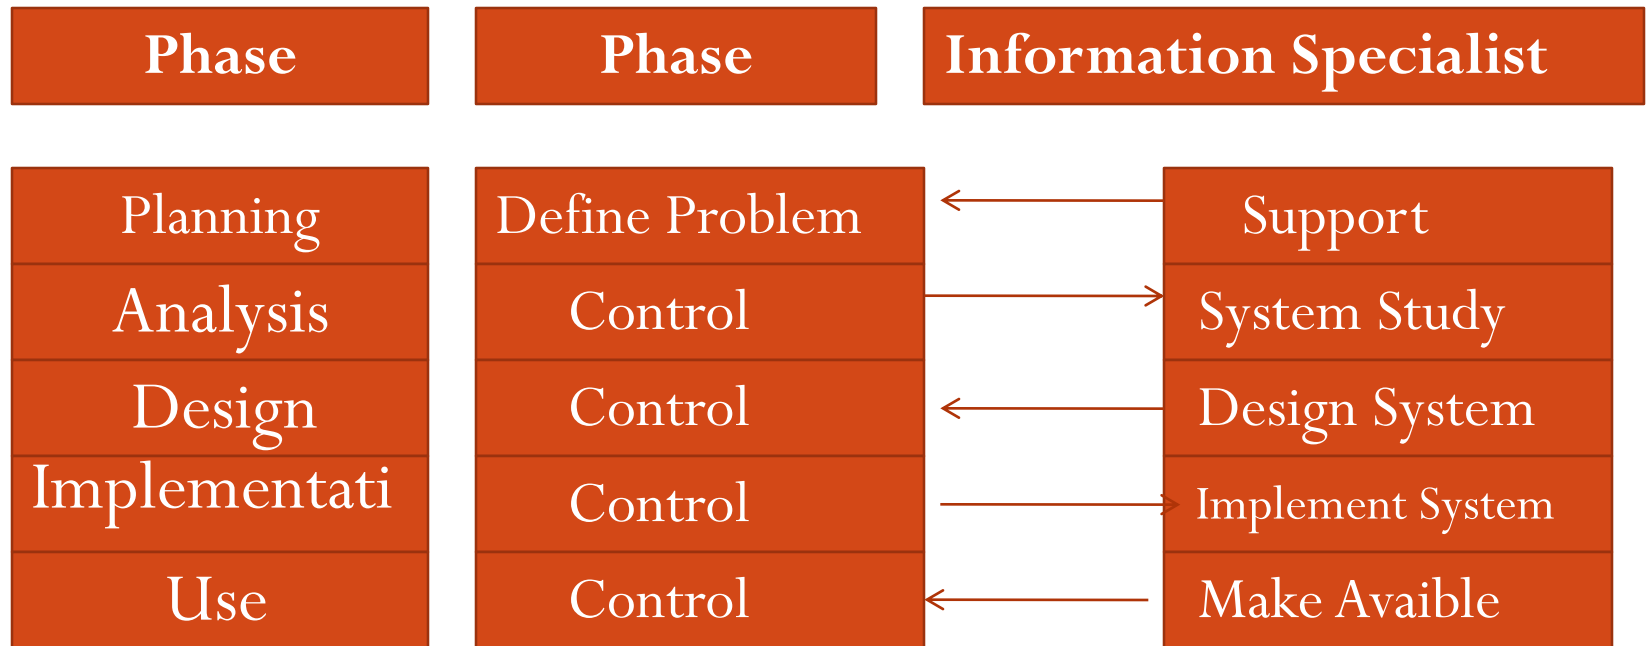 Phase
Phase
Information Specialist
Planning
Define Problem
Support
Analysis
Control
System Study
Design
Control
Design System
Implementati
Control
Implement System
Use
Control
Make Avaible